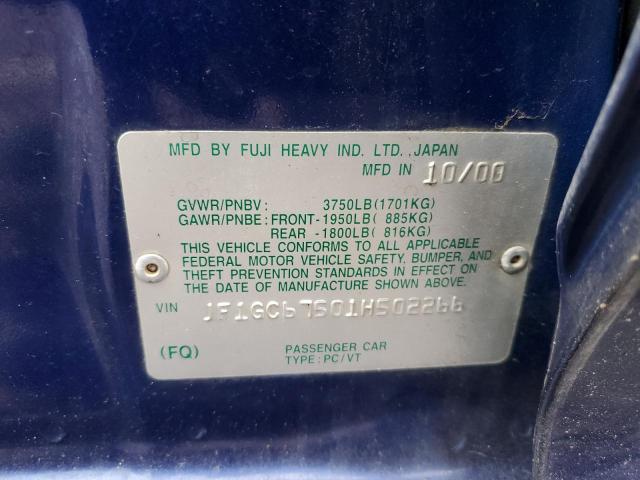 MFD BY FUJI HEAVY IND. LTD., JAPAN
MFD IN 10/00
GVWR/PNBV : 3750LB(1701KG)
GAWR/PNBE : FRONT-1950LB( 885KG)
REAR -1800LB( 816KG)
THIS VEHICLE CONFORMS TO ALL APPLICABLE
FEDERAL MOTOR VEHICLE SAFETY, BUMPER, AND
THEFT PREVENTION STANDARDS IN EFFECT ON
THE DATE OF MANUFACTURE SHOWN ABOVE.
VIN JF1GC67501H502266
(FQ) PASSENGER CAR
TYPE: PC/VT